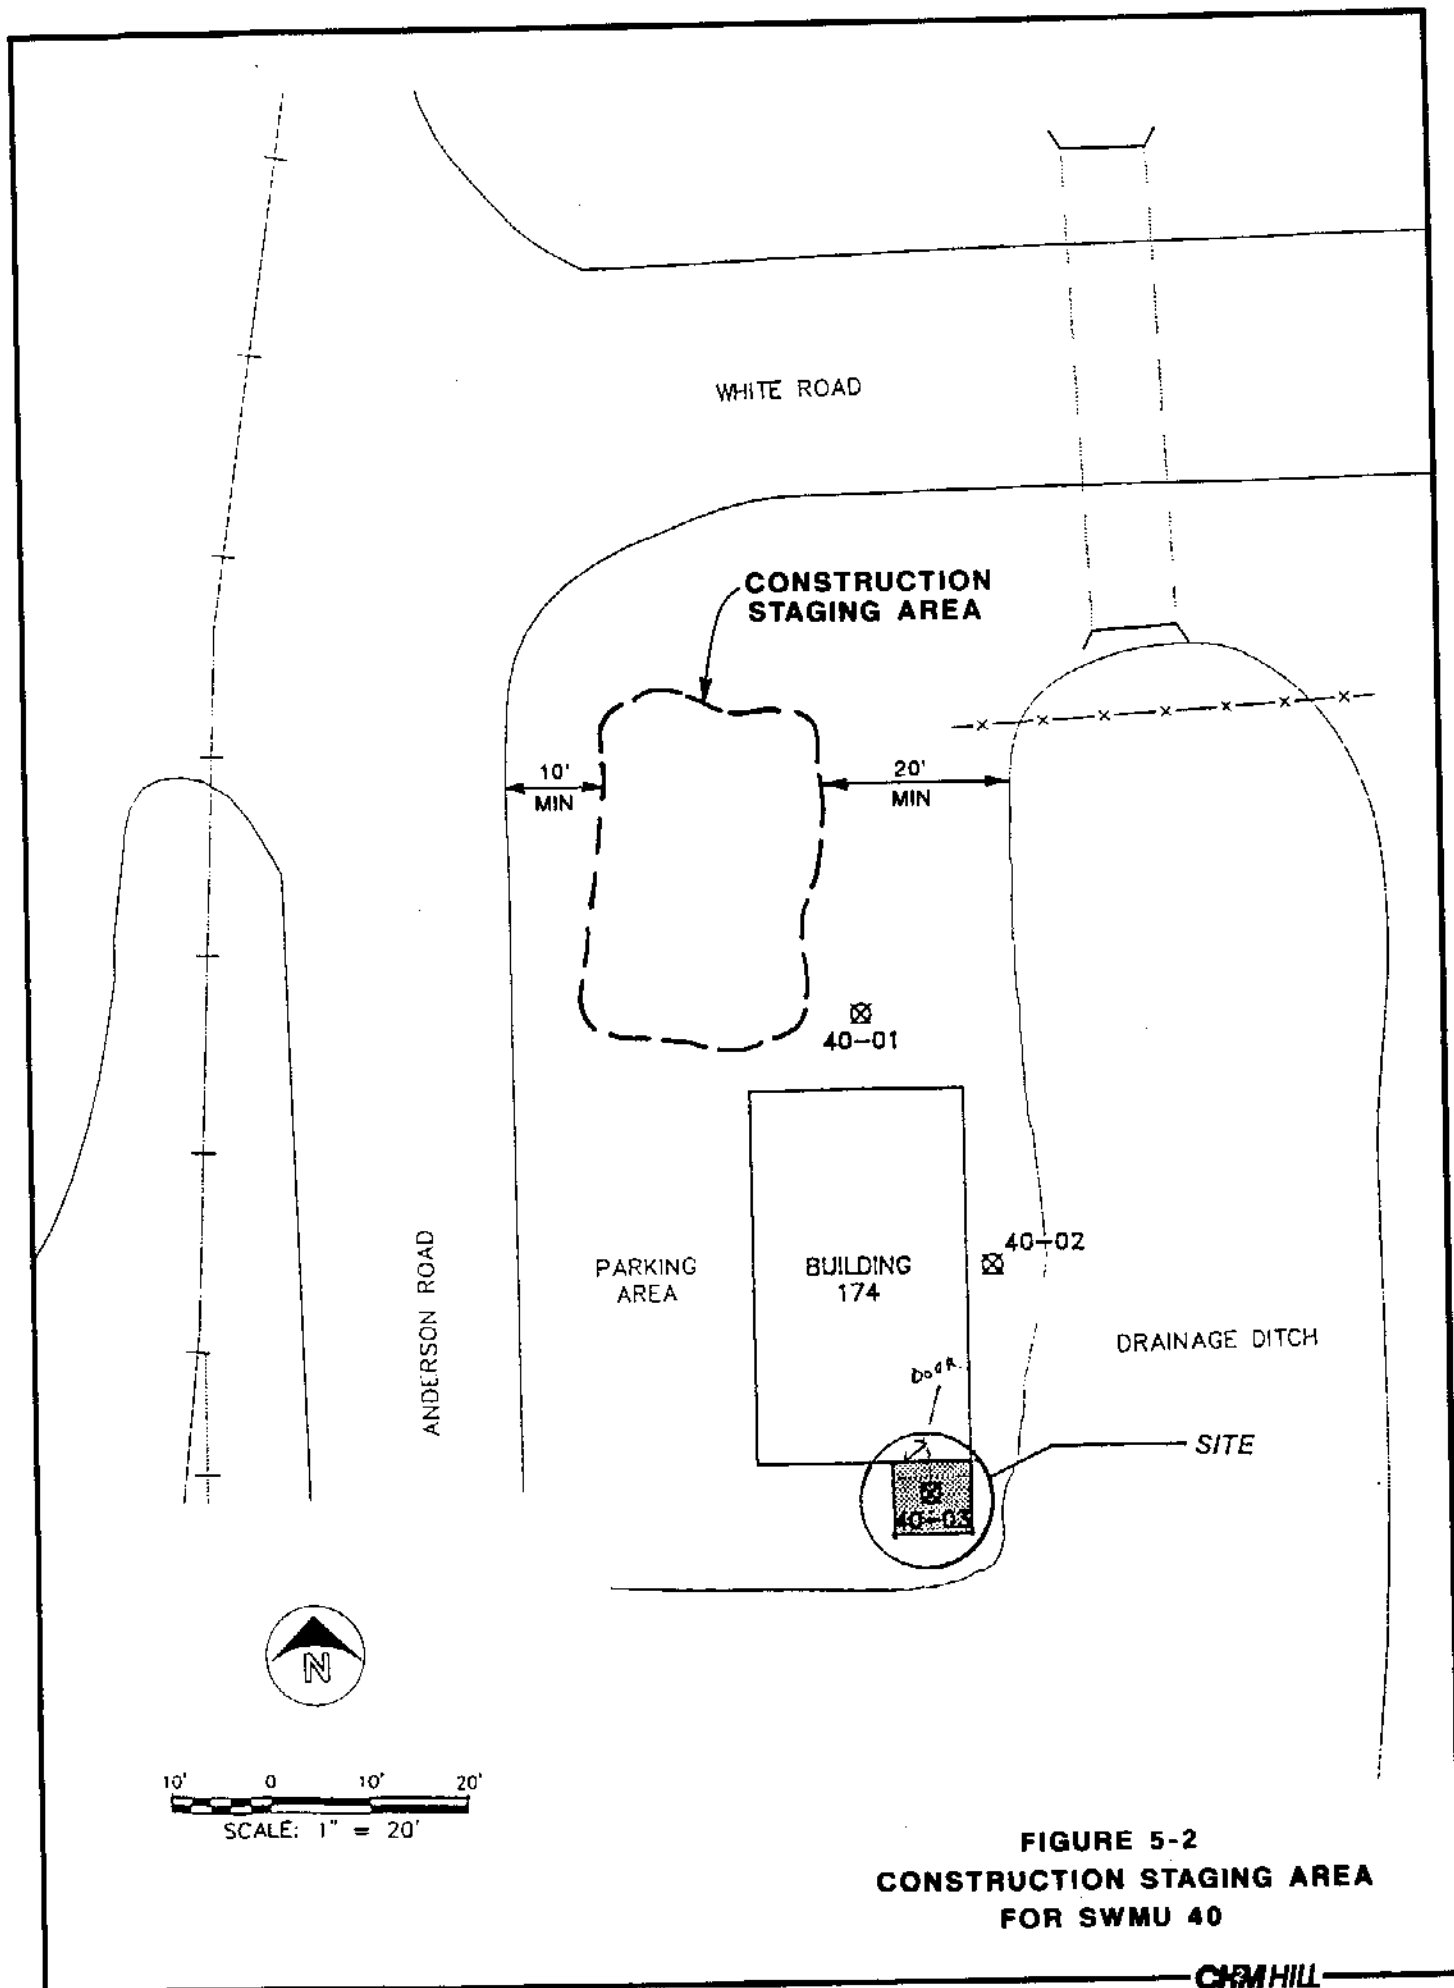 WHITE ROAD
CONSTRUCTION
STAGING AREA
10'
MIN
20'
MIN
40-01
40-02
PARKING
AREA
BUILDING
174
ANDERSON ROAD
DRAINAGE DITCH
DOOR
SITE
40-03
N
10' 0 10' 20'
SCALE: 1" = 20'
FIGURE 5-2
CONSTRUCTION STAGING AREA
FOR SWMU 40
CH2M HILL